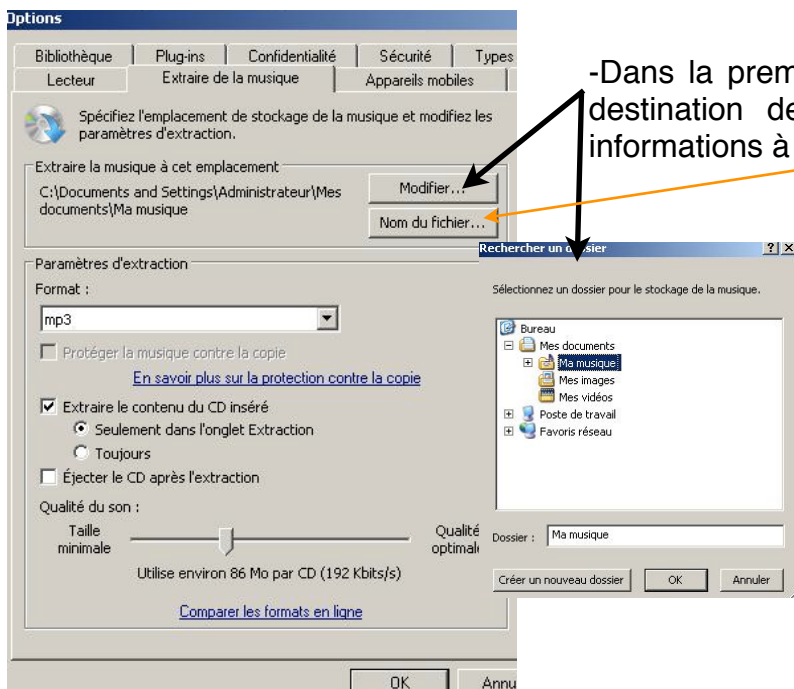 Options
Bibliothèque Plug-ins Confidentialité Sécurité Types
Lecteur Extraire de la musique Appareils mobiles
Spécifiez l'emplacement de stockage de la musique et modifiez les
paramètres d'extraction.
Extraire la musique à cet emplacement
C:\Documents and Settings\Administrateur\Mes
documents\Ma musique
Modifier...
Nom du fichier...
Paramètres d'extraction
Format :
mp3
Protéger la musique contre la copie
En savoir plus sur la protection contre la copie
Extraire le contenu du CD inséré
Seulement dans l'onglet Extraction
Toujours
Éjecter le CD après l'extraction
Qualité du son :
Taille
minimale
Qualité
optimal
Utilise environ 86 Mo par CD (192 Kbits/s)
Comparer les formats en ligne
OK Annu
-Dans la prem
destination de
informations à
Rechercher un dossier
Sélectionnez un dossier pour le stockage de la musique.
Bureau
Mes documents
Ma musique
Mes images
Mes vidéos
Poste de travail
Favoris réseau
Dossier : Ma musique
Créer un nouveau dossier OK Annuler